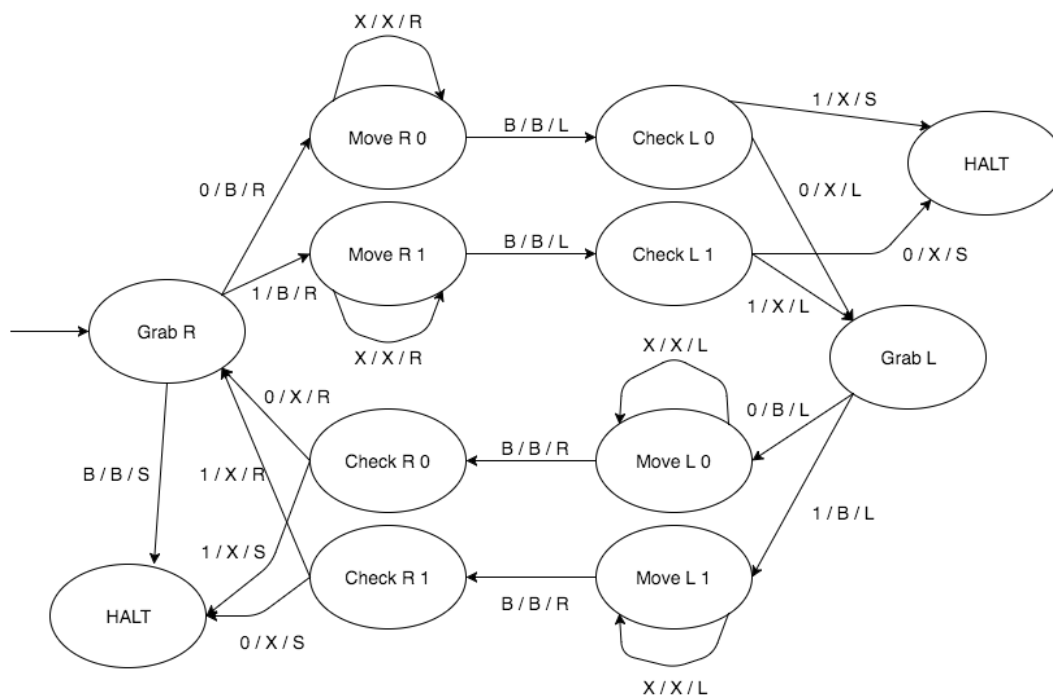 X / X / R
1 / X / S
Move R 0
B / B / L
Check L 0
HALT
0 / B / R
0 / X / L
B / B / L
Move R 1
Check L 1
0 / X / S
1 / B / R
1 / X / L
Grab R
X / X / R
X / X / L
Grab L
0 / X / R
0 / B / L
B / B / R
Check R 0
Move L 0
B / B / S
1 / X / R
1 / B / L
1 / X / S
Check R 1
Move L 1
B / B / R
HALT
0 / X / S
X / X / L